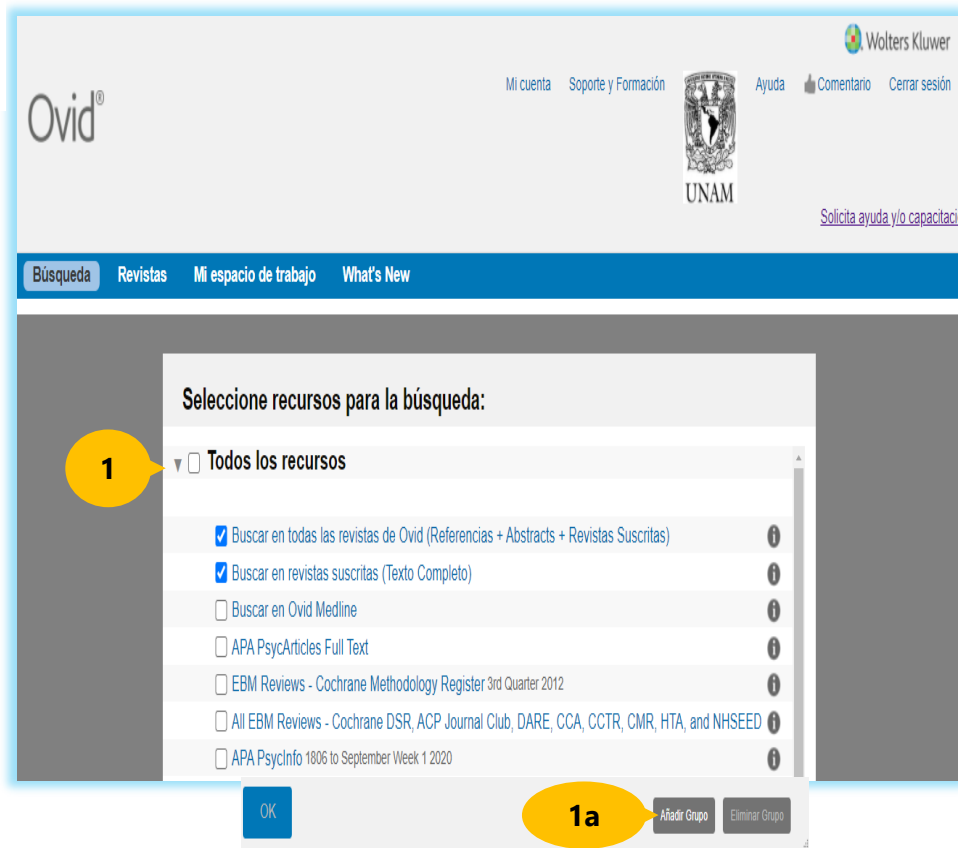 Wolters Kluwer
Ovid®
Mi cuenta Soporte y Formación Ayuda Comentario Cerrar sesión
UNAM
Solicita ayuda y/o capacitaci
Búsqueda Revistas Mi espacio de trabajo What's New
Seleccione recursos para la búsqueda:
1 Todos los recursos
Buscar en todas las revistas de Ovid (Referencias + Abstracts + Revistas Suscritas)
Buscar en revistas suscritas (Texto Completo)
Buscar en Ovid Medline
APA PsycArticles Full Text
EBM Reviews - Cochrane Methodology Register 3rd Quarter 2012
All EBM Reviews - Cochrane DSR, ACP Journal Club, DARE, CCA, CCTR, CMR, HTA, and NHSEED
APA PsycInfo 1806 to September Week 1 2020
OK 1a Añadir Grupo Eliminar Grupo